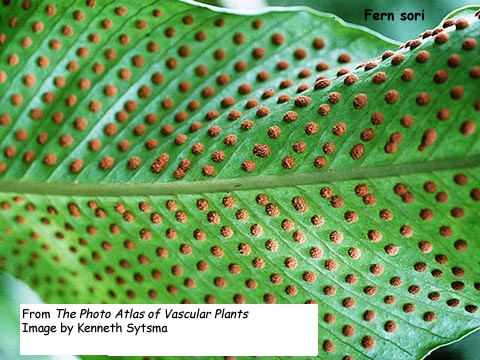 Fern sori
From The Photo Atlas of Vascular Plants
Image by Kenneth Sytsma